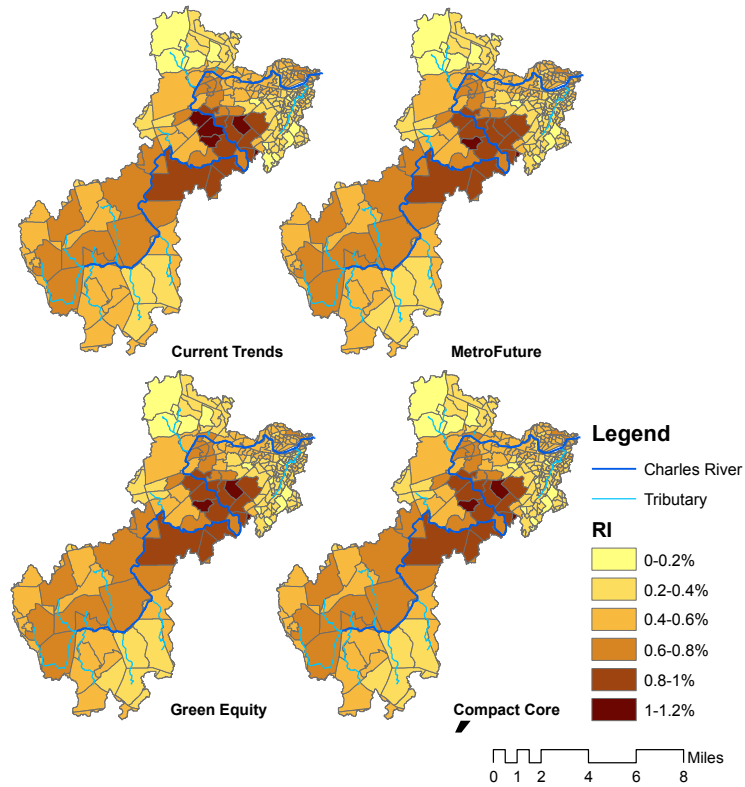 Current Trends
MetroFuture
Green Equity
Compact Core
Legend
Charles River
Tributary
RI
0-0.2%
0.2-0.4%
0.4-0.6%
0.6-0.8%
0.8-1%
1-1.2%
Miles
0 1 2 4 6 8